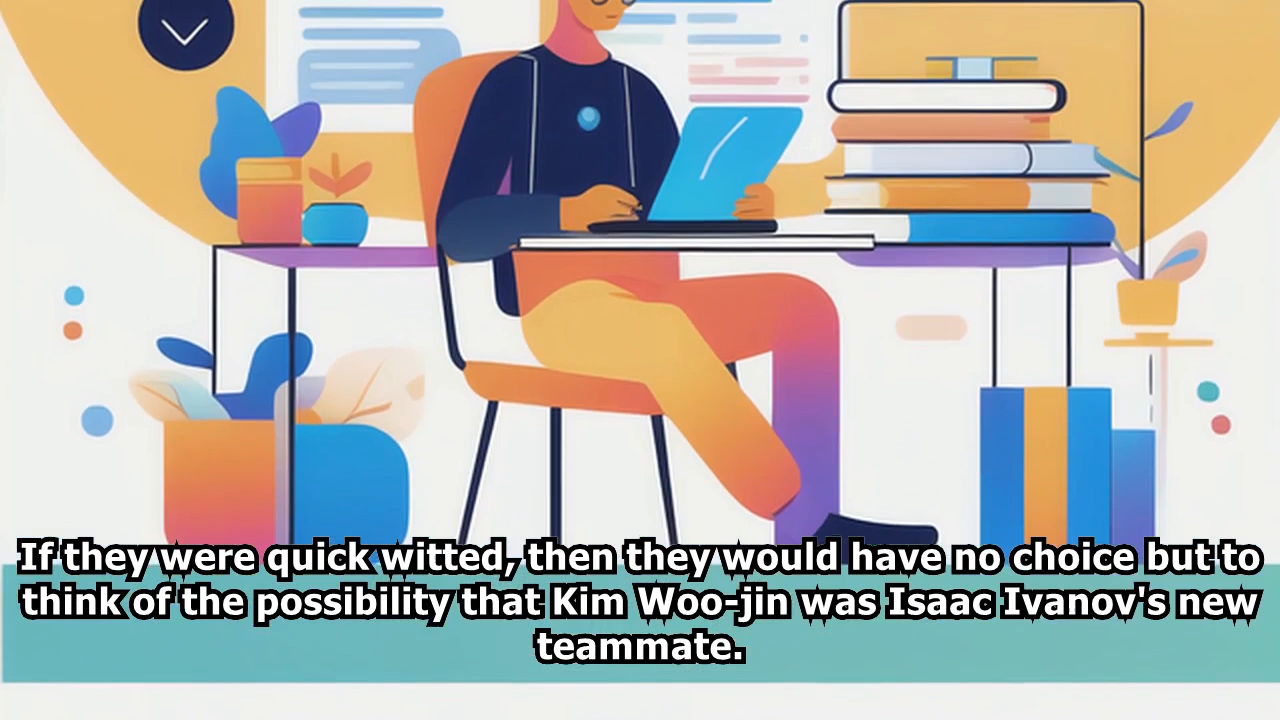 If they were quick witted, then they would have no choice but to
think of the possibility that Kim Woo-jin was Isaac Ivanov's new
teammate.